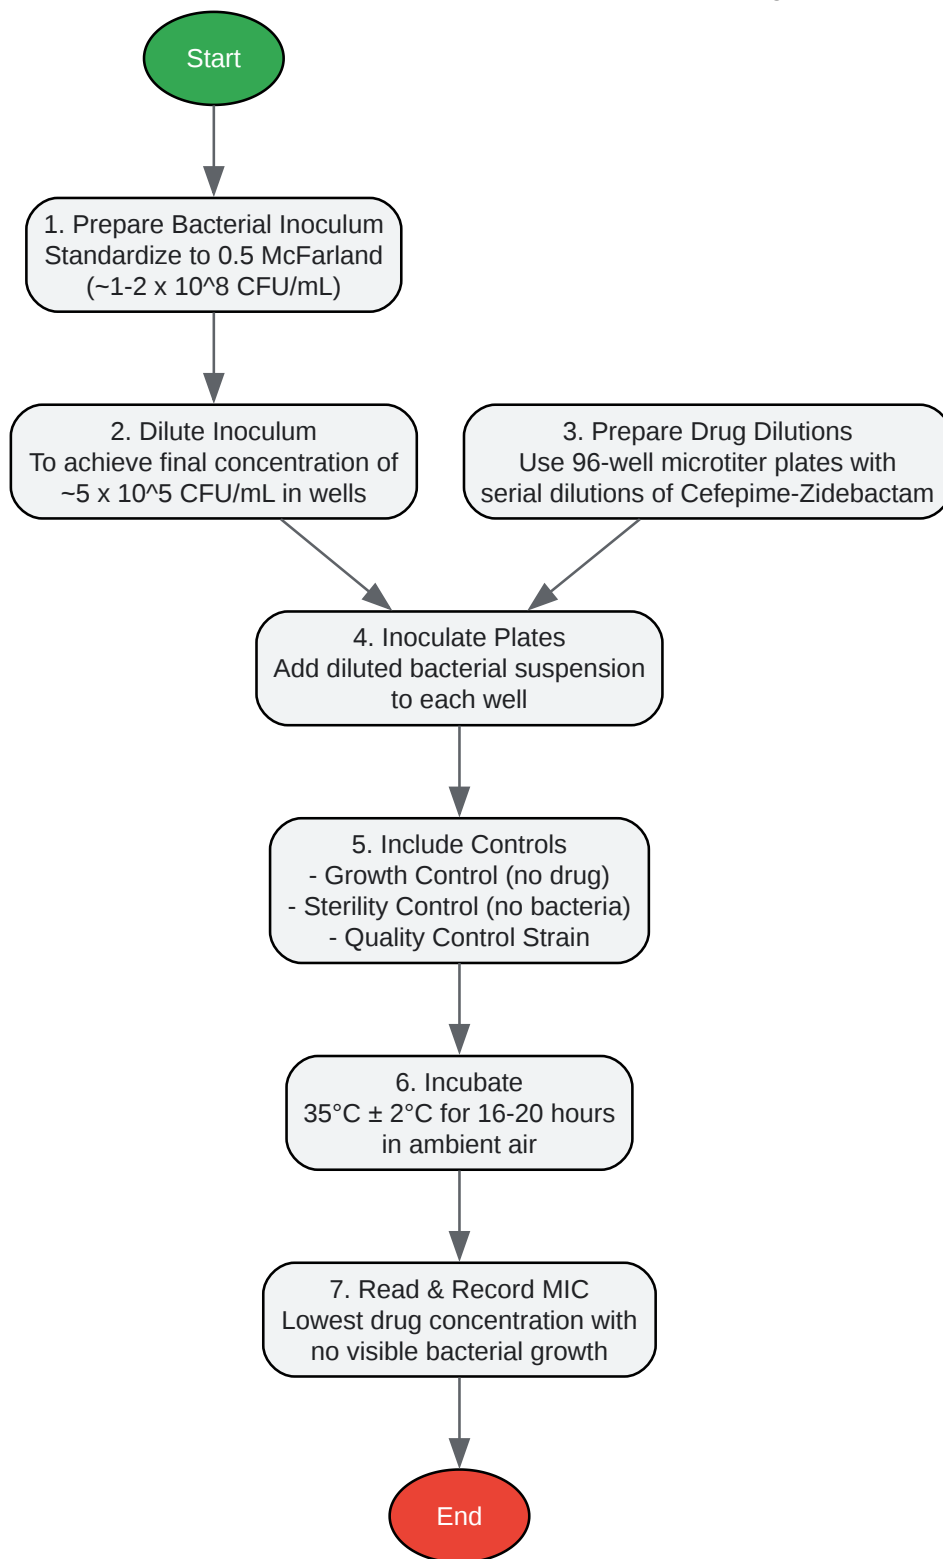 Start
1. Prepare Bacterial Inoculum
Standardize to 0.5 McFarland
(~1-2 x 10^8 CFU/mL)
2. Dilute Inoculum
To achieve final concentration of
~5 x 10^5 CFU/mL in wells
3. Prepare Drug Dilutions
Use 96-well microtiter plates with
serial dilutions of Cefepime-Zidebactam
4. Inoculate Plates
Add diluted bacterial suspension
to each well
5. Include Controls
- Growth Control (no drug)
- Sterility Control (no bacteria)
- Quality Control Strain
6. Incubate
35°C ± 2°C for 16-20 hours
in ambient air
7. Read & Record MIC
Lowest drug concentration with
no visible bacterial growth
End